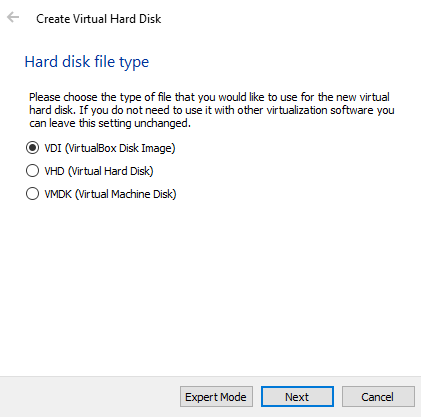 Create Virtual Hard Disk
Hard disk file type
Please choose the type of file that you would like to use for the new virtual
hard disk. If you do not need to use it with other virtualization software you
can leave this setting unchanged.
VDI (VirtualBox Disk Image)
VHD (Virtual Hard Disk)
VMDK (Virtual Machine Disk)
Expert Mode
Next
Cancel